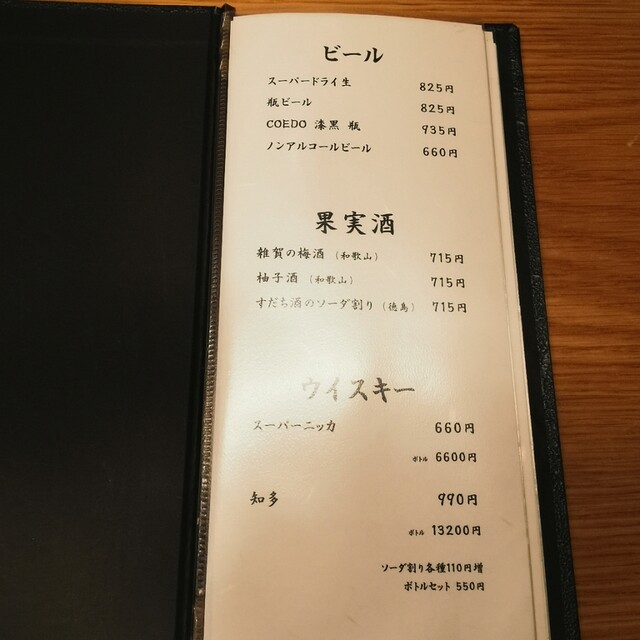 ビール
スーパードライ生 825円
瓶ビール 825円
COEDO 漆黒 瓶 935円
ノンアルコールビール 660円
果実酒
雑賀の梅酒（和歌山） 715円
柚子酒（和歌山） 715円
すだち酒のソーダ割り（徳島） 715円
ウイスキー
スーパーニッカ 660円
ボトル 6600円
知多 990円
ボトル 13200円
ソーダ割り各種110円増
ボトルセット 550円